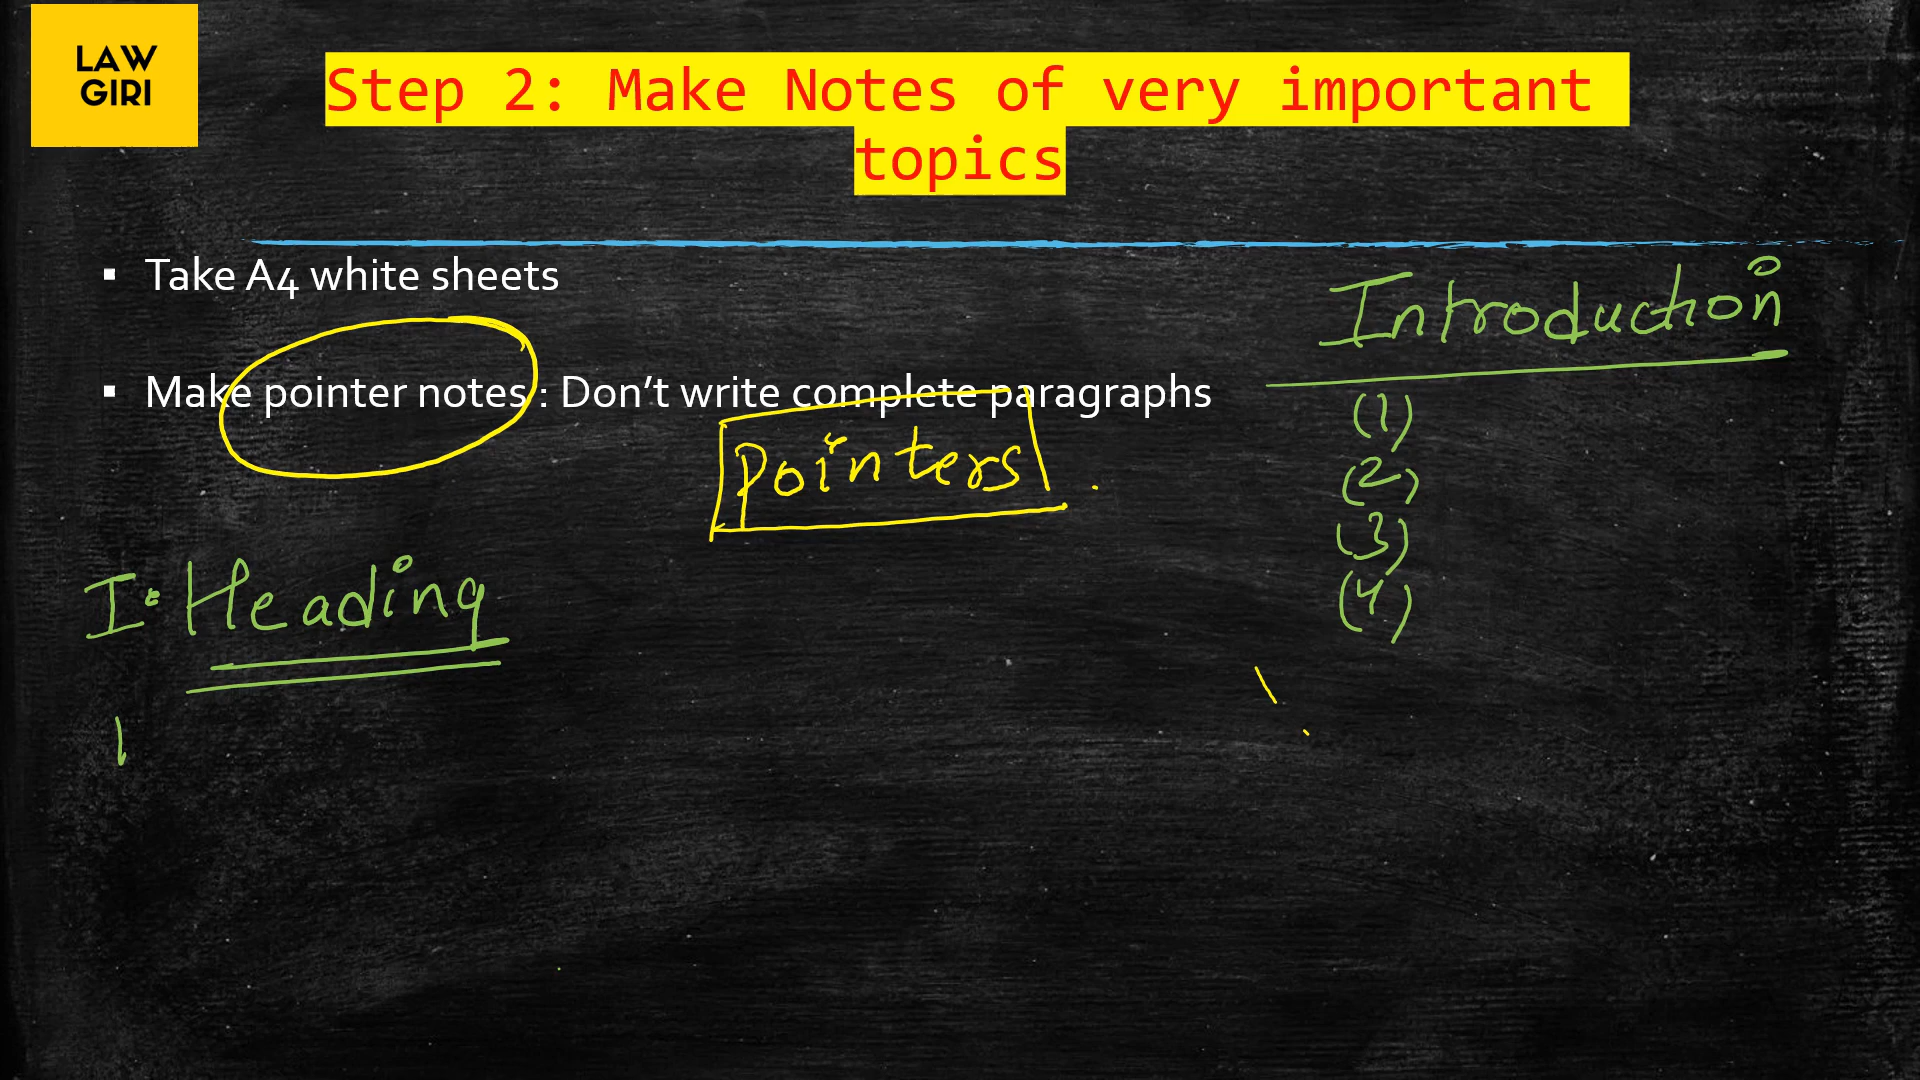 LAW
GIRI
Step 2: Make Notes of very important
topics
▪ Take A4 white sheets
▪ Make pointer notes : Don’t write complete paragraphs
Pointers
Introduction
(1)
(2)
(3)
(4)
I: Heading